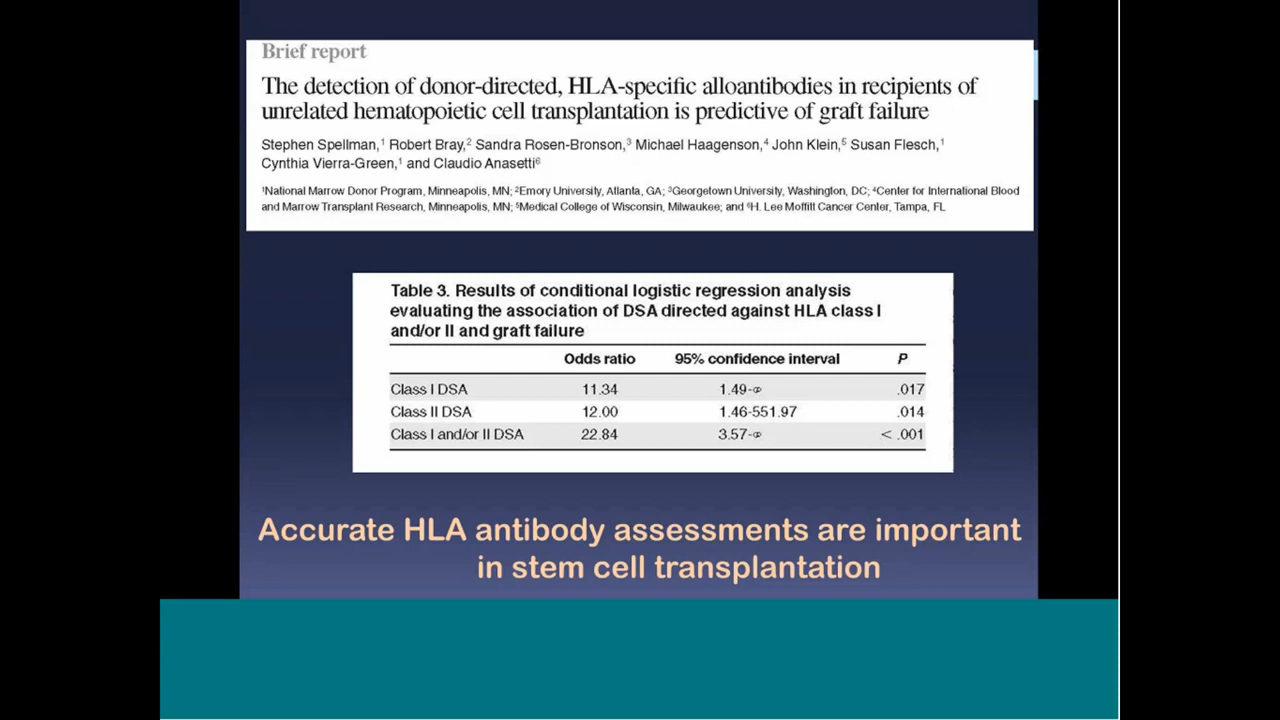 Brief report
The detection of donor-directed, HLA-specific alloantibodies in recipients of
unrelated hematopoietic cell transplantation is predictive of graft failure
Stephen Spellman,¹ Robert Bray,² Sandra Rosen-Bronson,³ Michael Haagenson,⁴ John Klein,⁵ Susan Flesch,¹
Cynthia Vierra-Green,¹ and Claudio Anasetti⁶
¹National Marrow Donor Program, Minneapolis, MN; ²Emory University, Atlanta, GA; ³Georgetown University, Washington, DC; ⁴Center for International Blood
and Marrow Transplant Research, Minneapolis, MN; ⁵Medical College of Wisconsin, Milwaukee; and ⁶H. Lee Moffitt Cancer Center, Tampa, FL
Table 3. Results of conditional logistic regression analysis
evaluating the association of DSA directed against HLA class I
and/or II and graft failure
Odds ratio 95% confidence interval P
Class I DSA 11.34 1.49-∞ .017
Class II DSA 12.00 1.46-551.97 .014
Class I and/or II DSA 22.84 3.57-∞ < .001
Accurate HLA antibody assessments are important
in stem cell transplantation